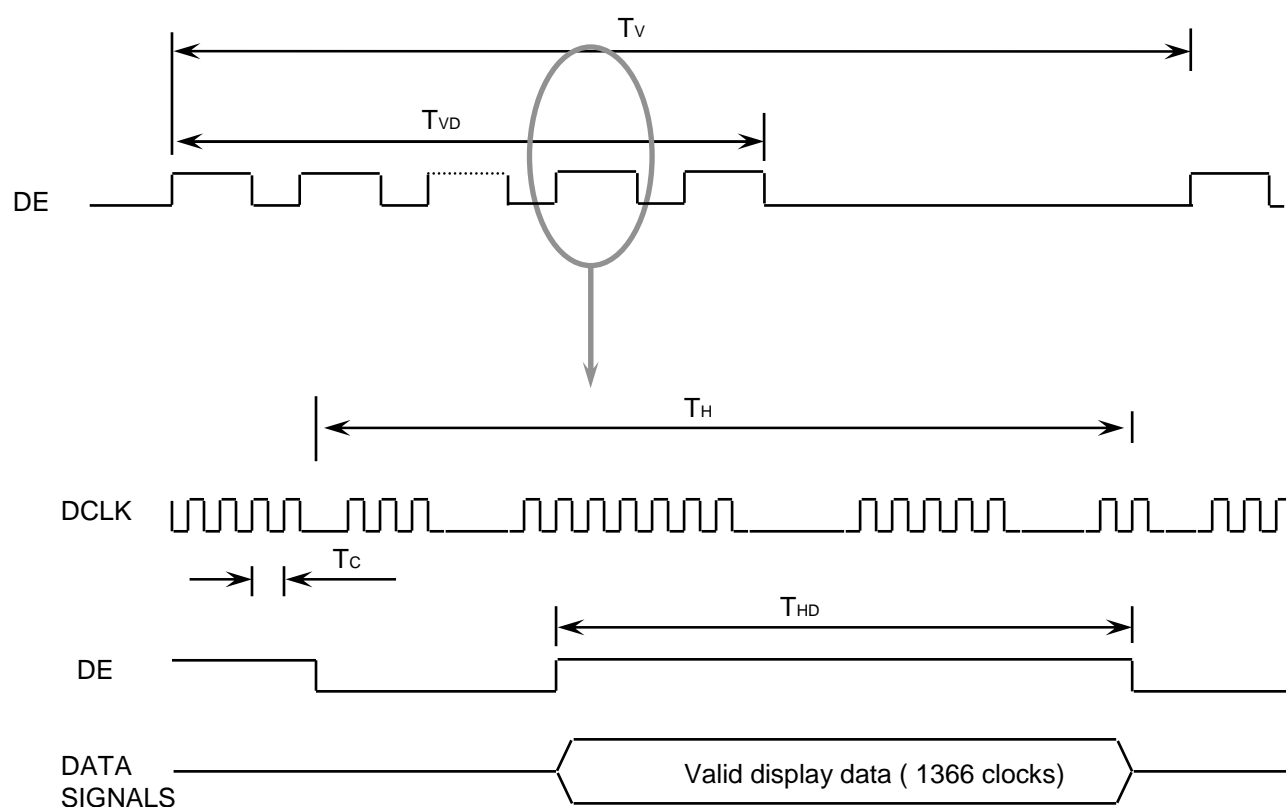 TV
TVD
DE
TH
DCLK
TC
THD
DE
DATA
SIGNALS
Valid display data ( 1366 clocks)